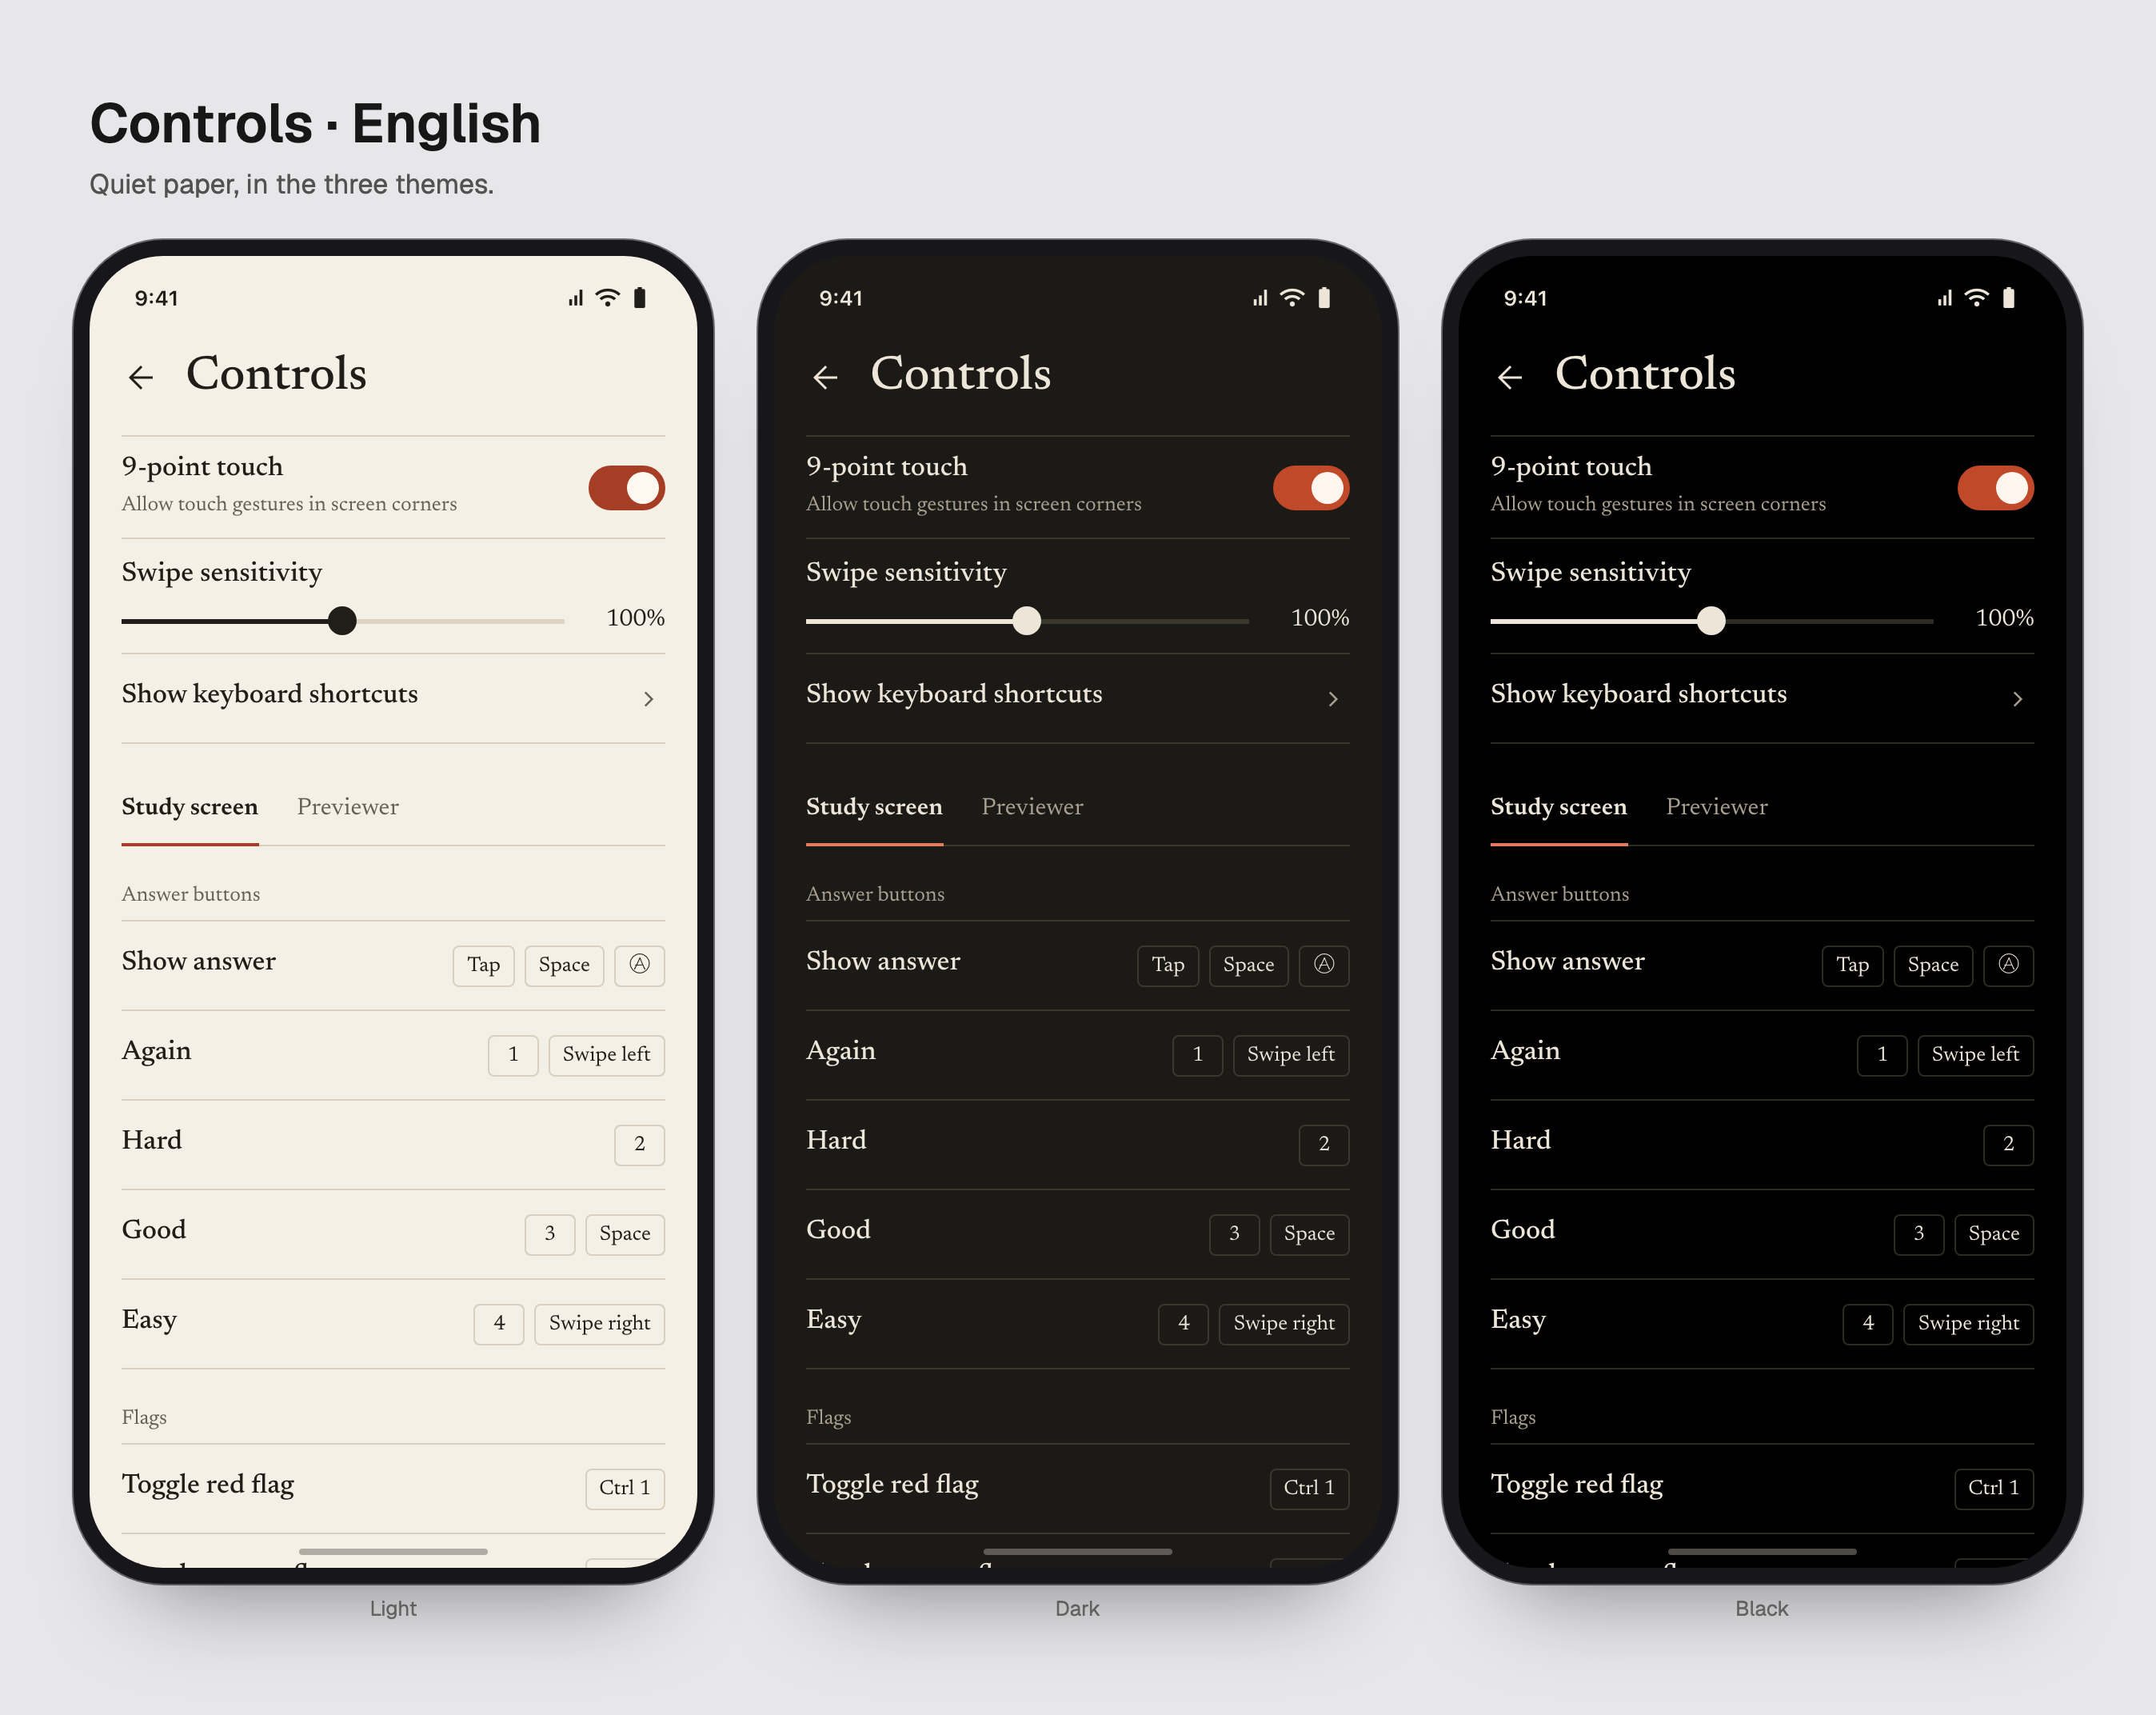 Controls · English
Quiet paper, in the three themes.
9:41
Controls
9-point touch
Allow touch gestures in screen corners
Swipe sensitivity
100%
Show keyboard shortcuts
Study screen Previewer
Answer buttons
Show answer Tap Space Ⓐ
Again 1 Swipe left
Hard 2
Good 3 Space
Easy 4 Swipe right
Flags
Toggle red flag Ctrl 1
Light
9:41
Controls
9-point touch
Allow touch gestures in screen corners
Swipe sensitivity
100%
Show keyboard shortcuts
Study screen Previewer
Answer buttons
Show answer Tap Space Ⓐ
Again 1 Swipe left
Hard 2
Good 3 Space
Easy 4 Swipe right
Flags
Toggle red flag Ctrl 1
Dark
9:41
Controls
9-point touch
Allow touch gestures in screen corners
Swipe sensitivity
100%
Show keyboard shortcuts
Study screen Previewer
Answer buttons
Show answer Tap Space Ⓐ
Again 1 Swipe left
Hard 2
Good 3 Space
Easy 4 Swipe right
Flags
Toggle red flag Ctrl 1
Black